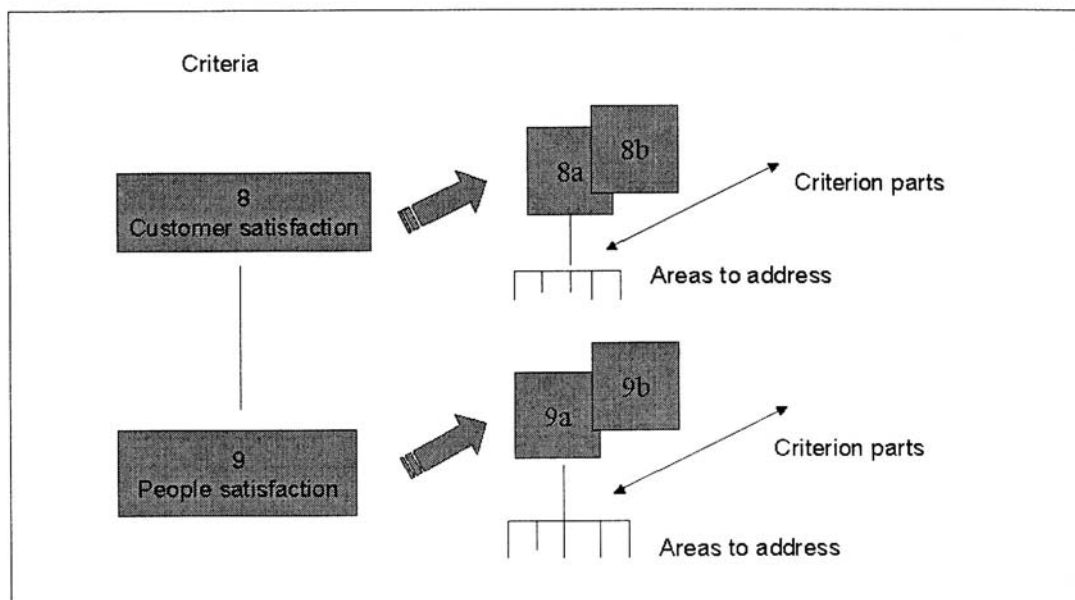 Criteria
8
Customer satisfaction
8a
8b
Criterion parts
Areas to address
9
People satisfaction
9a
9b
Criterion parts
Areas to address